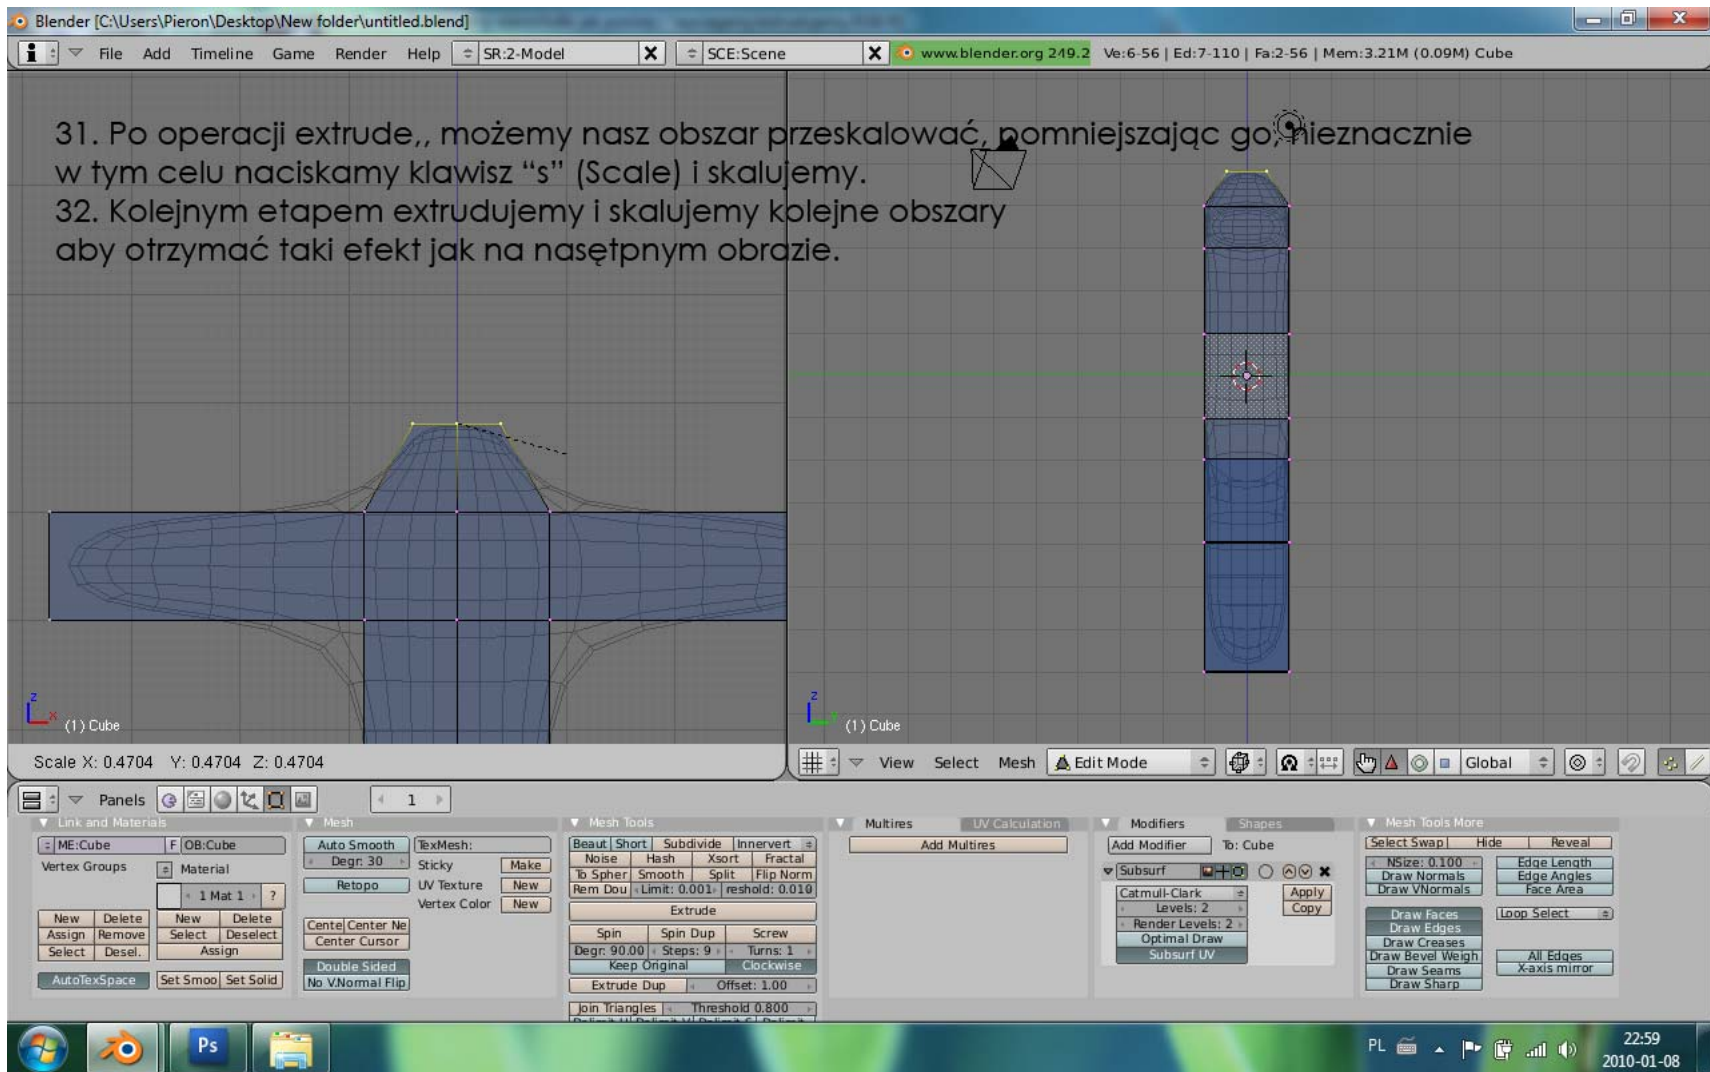 Blender [C:\Users\Pieron\Desktop\New folder\untitled.blend]
File Add Timeline Game Render Help SR:2-Model SCE:Scene www.blender.org 249.2 Ve:6-56 | Ed:7-110 | Fa:2-56 | Mem:3.21M (0.09M) Cube
31. Po operacji extrude,, możemy nasz obszar przeskalować, pomniejszając go, nieznacznie
w tym celu naciskamy klawisz “s” (Scale) i skalujemy.
32. Kolejnym etapem extrudujemy i skalujemy kolejne obszary
aby otrzymać taki efekt jak na nasętpnym obrazie.
z x (1) Cube
z y (1) Cube
Scale X: 0.4704 Y: 0.4704 Z: 0.4704
View Select Mesh Edit Mode Global
Panels 1
Link and Materials
ME:Cube F OB:Cube
Vertex Groups Material
1 Mat 1 ?
New Delete New Delete
Assign Remove Select Deselect
Select Desel. Assign
AutoTexSpace Set Smoo Set Solid
Mesh
Auto Smooth TexMesh:
Degr: 30 Sticky Make
Retopo UV Texture New
Vertex Color New
Cente Center Ne
Center Cursor
Double Sided
No V.Normal Flip
Mesh Tools
Beaut Short Subdivide Innervert
Noise Hash Xsort Fractal
To Spher Smooth Split Flip Norm
Rem Dou Limit: 0.001 reshold: 0.010
Extrude
Spin Spin Dup Screw
Degr: 90.00 Steps: 9 Turns: 1
Keep Original Clockwise
Extrude Dup Offset: 1.00
Join Triangles Threshold 0.800
Multires UV Calculation
Add Multires
Modifiers Shapes
Add Modifier To: Cube
Subsurf
Catmull-Clark Apply
Levels: 2 Copy
Render Levels: 2
Optimal Draw
Subsurf UV
Mesh Tools More
Select Swap Hide Reveal
NSize: 0.100 Edge Length
Draw Normals Edge Angles
Draw VNormals Face Area
Draw Faces Loop Select
Draw Edges
Draw Creases
Draw Bevel Weigh All Edges
Draw Seams X-axis mirror
Draw Sharp
Ps
PL
22:59
2010-01-08